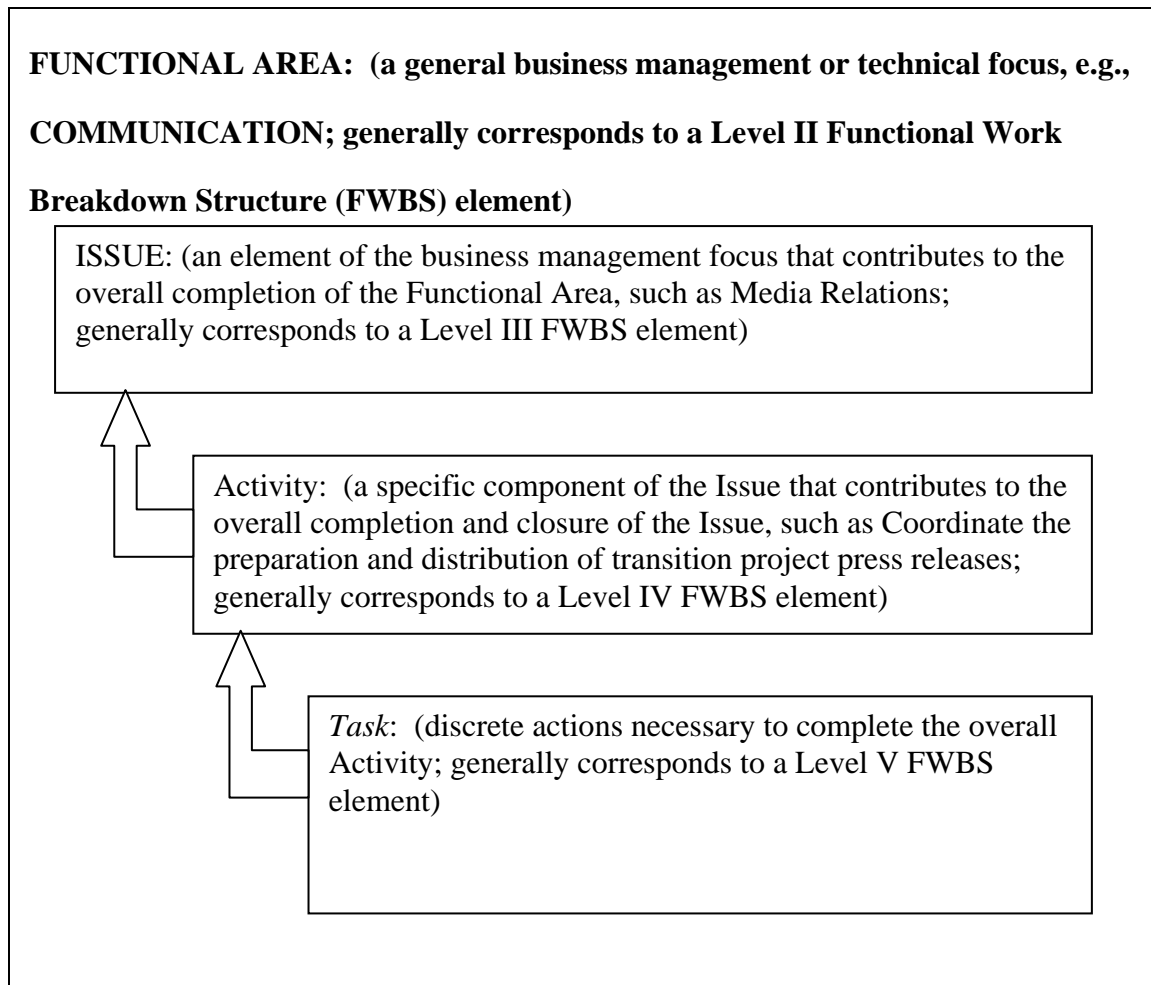 FUNCTIONAL AREA:  (a general business management or technical focus, e.g.,
COMMUNICATION; generally corresponds to a Level II Functional Work
Breakdown Structure (FWBS) element)
ISSUE: (an element of the business management focus that contributes to the
overall completion of the Functional Area, such as Media Relations;
generally corresponds to a Level III FWBS element)
Activity:  (a specific component of the Issue that contributes to the
overall completion and closure of the Issue, such as Coordinate the
preparation and distribution of transition project press releases;
generally corresponds to a Level IV FWBS element)
Task:  (discrete actions necessary to complete the overall
Activity; generally corresponds to a Level V FWBS
element)